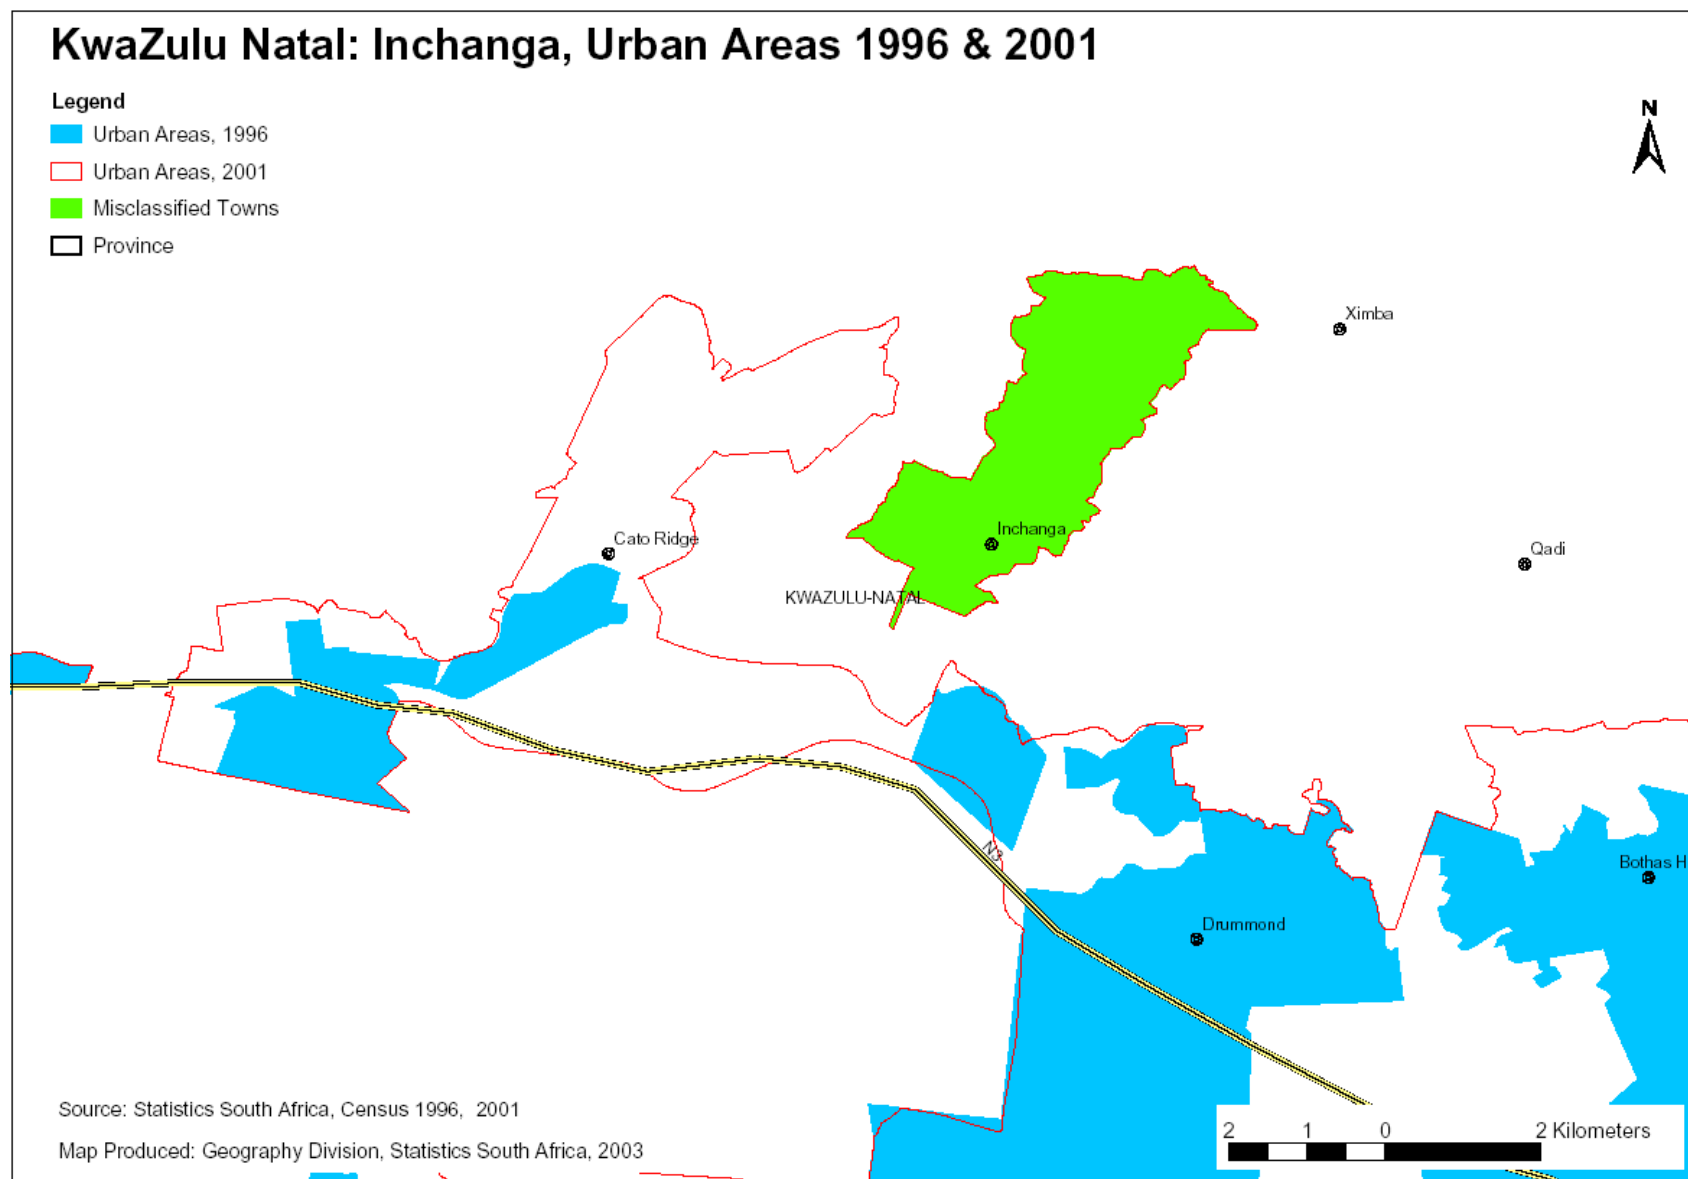 KwaZulu Natal: Inchanga, Urban Areas 1996 & 2001
Legend
Urban Areas, 1996
Urban Areas, 2001
Misclassified Towns
Province
N
Ximba
Inchanga
Cato Ridge
Qadi
KWAZULU-NATAL
N3
Bothas H
Drummond
Source: Statistics South Africa, Census 1996, 2001
Map Produced: Geography Division, Statistics South Africa, 2003
2 1 0 2 Kilometers